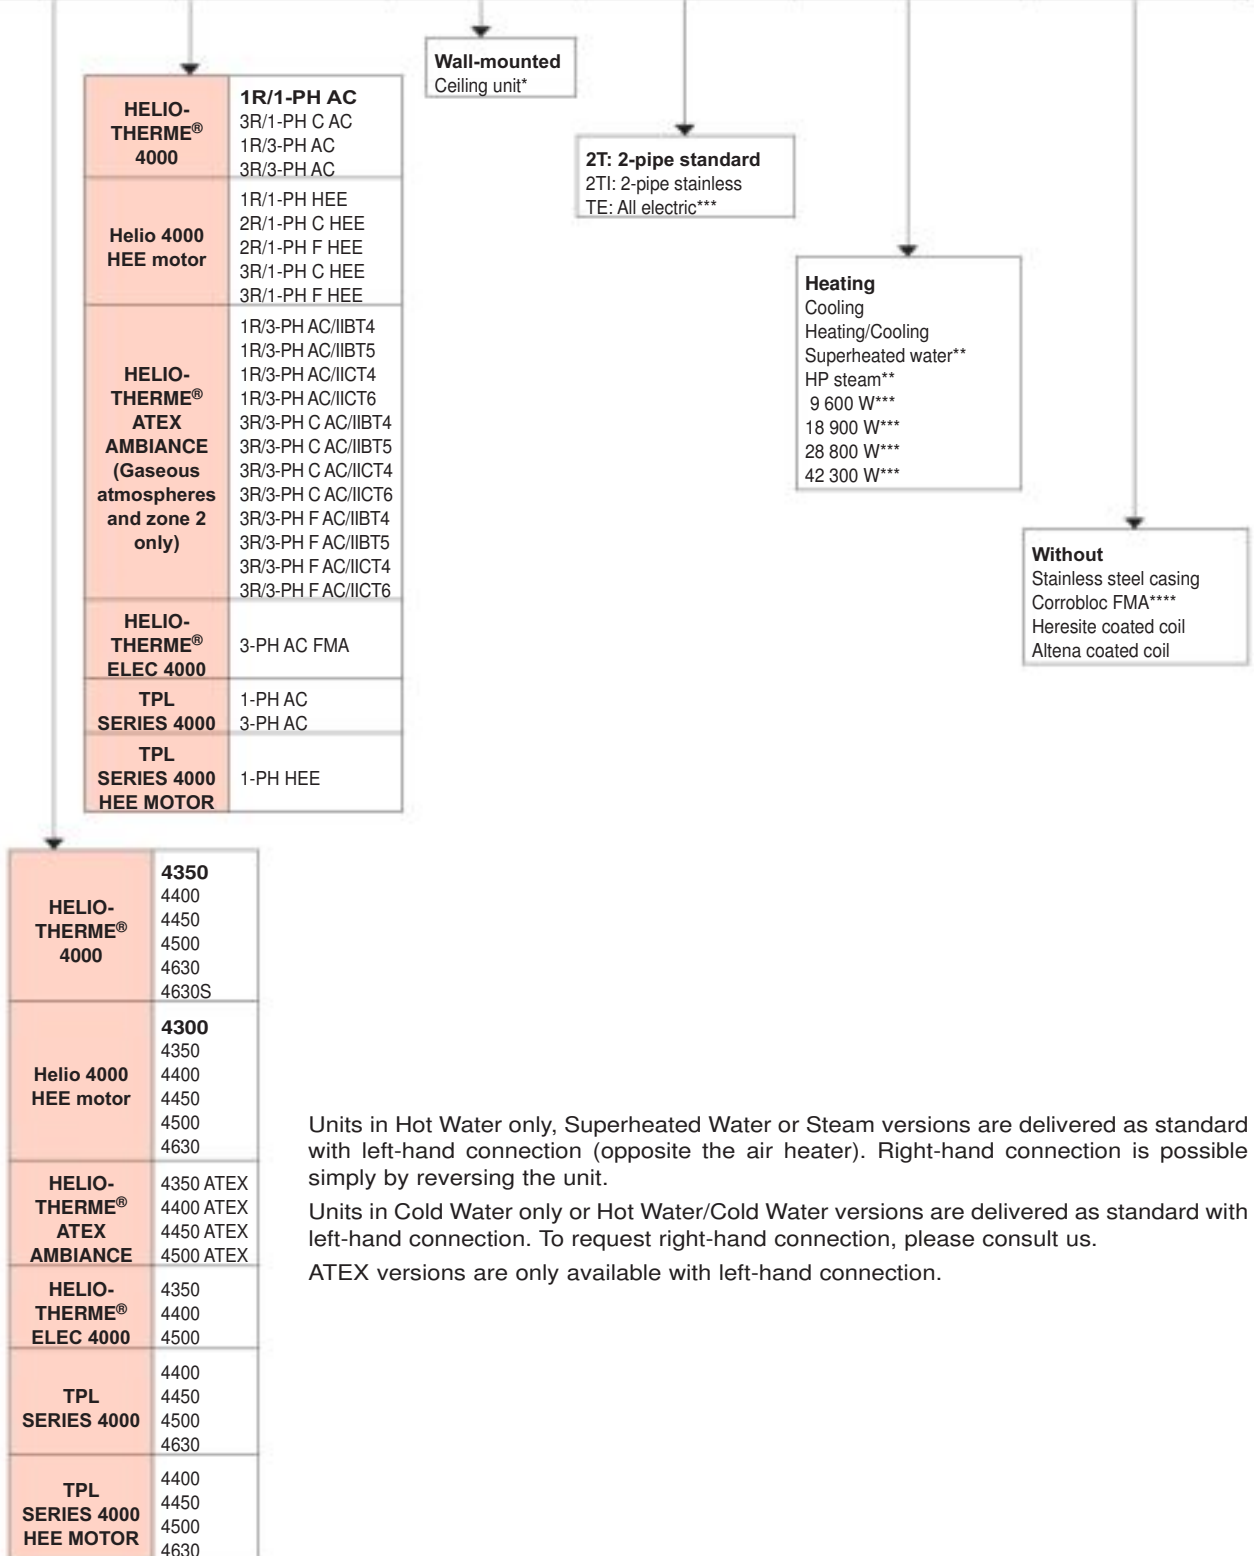 Wall-mounted
Ceiling unit*
HELIO-
THERME®
4000
1R/1-PH AC
3R/1-PH C AC
1R/3-PH AC
3R/3-PH AC
Helio 4000
HEE motor
1R/1-PH HEE
2R/1-PH C HEE
2R/1-PH F HEE
3R/1-PH C HEE
3R/1-PH F HEE
HELIO-
THERME®
ATEX
AMBIANCE
(Gaseous
atmospheres
and zone 2
only)
1R/3-PH AC/IIBT4
1R/3-PH AC/IIBT5
1R/3-PH AC/IICT4
1R/3-PH AC/IICT6
3R/3-PH C AC/IIBT4
3R/3-PH C AC/IIBT5
3R/3-PH C AC/IICT4
3R/3-PH C AC/IICT6
3R/3-PH F AC/IIBT4
3R/3-PH F AC/IIBT5
3R/3-PH F AC/IICT4
3R/3-PH F AC/IICT6
HELIO-
THERME®
ELEC 4000
3-PH AC FMA
TPL
SERIES 4000
1-PH AC
3-PH AC
TPL
SERIES 4000
HEE MOTOR
1-PH HEE
2T: 2-pipe standard
2TI: 2-pipe stainless
TE: All electric***
Heating
Cooling
Heating/Cooling
Superheated water**
HP steam**
9 600 W***
18 900 W***
28 800 W***
42 300 W***
Without
Stainless steel casing
Corrobloc FMA****
Heresite coated coil
Altena coated coil
HELIO-
THERME®
4000
4350
4400
4450
4500
4630
4630S
Helio 4000
HEE motor
4300
4350
4400
4450
4500
4630
HELIO-
THERME®
ATEX
AMBIANCE
4350 ATEX
4400 ATEX
4450 ATEX
4500 ATEX
HELIO-
THERME®
ELEC 4000
4350
4400
4500
TPL
SERIES 4000
4400
4450
4500
4630
TPL
SERIES 4000
HEE MOTOR
4400
4450
4500
4630
Units in Hot Water only, Superheated Water or Steam versions are delivered as standard
with left-hand connection (opposite the air heater). Right-hand connection is possible
simply by reversing the unit.
Units in Cold Water only or Hot Water/Cold Water versions are delivered as standard with
left-hand connection. To request right-hand connection, please consult us.
ATEX versions are only available with left-hand connection.